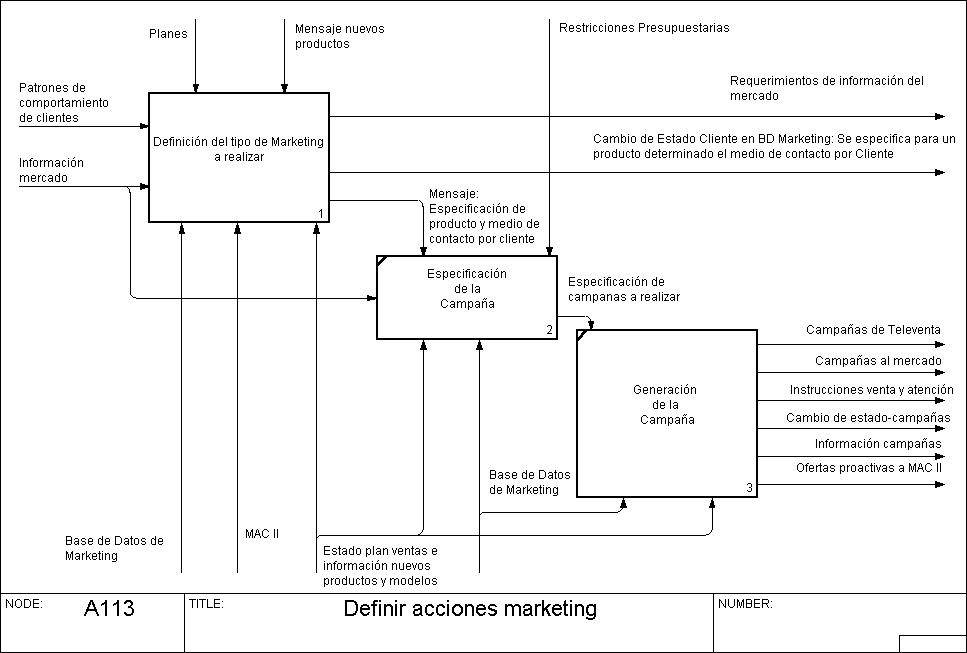 Planes
Mensaje nuevos
productos
Restricciones Presupuestarias
Patrones de
comportamiento
de clientes
Requerimientos de información del
mercado
Definición del tipo de Marketing
a realizar
1
Cambio de Estado Cliente en BD Marketing: Se especifica para un
producto determinado el medio de contacto por Cliente
Información
mercado
Mensaje:
Especificación de
producto y medio de
contacto por cliente
Especificación
de la
Campaña
2
Especificación de
campanas a realizar
Generación
de la
Campaña
3
Campañas de Televenta
Campañas al mercado
Instrucciones venta y atención
Cambio de estado-campañas
Información campañas
Ofertas proactivas a MAC II
Base de Datos
de Marketing
Base de Datos de
Marketing
MAC II
Estado plan ventas e
información nuevos
productos y modelos
NODE:
A113
TITLE:
Definir acciones marketing
NUMBER: